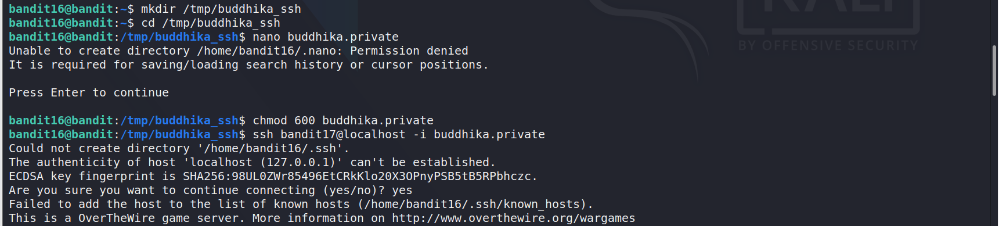 bandit16@bandit:~$ mkdir /tmp/buddhika_ssh
bandit16@bandit:~$ cd /tmp/buddhika_ssh
bandit16@bandit:/tmp/buddhika_ssh$ nano buddhika.private
Unable to create directory /home/bandit16/.nano: Permission denied
BY OFFENSIVE SECURITY
It is required for saving/loading search history or cursor positions.
Press Enter to continue
bandit16@bandit:/tmp/buddhika_ssh$ chmod 600 buddhika.private
bandit16@bandit:/tmp/buddhika_ssh$ ssh bandit17@localhost -i buddhika.private
Could not create directory '/home/bandit16/.ssh'.
The authenticity of host 'localhost (127.0.0.1)' can't be established.
ECDSA key fingerprint is SHA256:98UL0ZWr85496EtCRkKlo20X3OPnyPSB5tB5RPbhczc.
Are you sure you want to continue connecting (yes/no)? yes
Failed to add the host to the list of known hosts (/home/bandit16/.ssh/known_hosts).
This is a OverTheWire game server. More information on http://www.overthewire.org/wargames